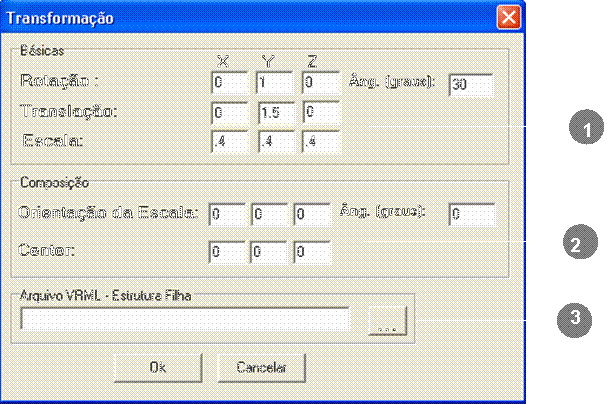 Transformação
Básicas
X Y Z
Rotação : 0 1 0 Âng. (graus): 30
Translação: 0 1.5 0
Escala: .4 .4 .4
1
Composição
Orientação da Escala: 0 0 0 Âng. (graus): 0
Center: 0 0 0
2
Arquivo VRML - Estrutura Filha
...
3
Ok Cancelar